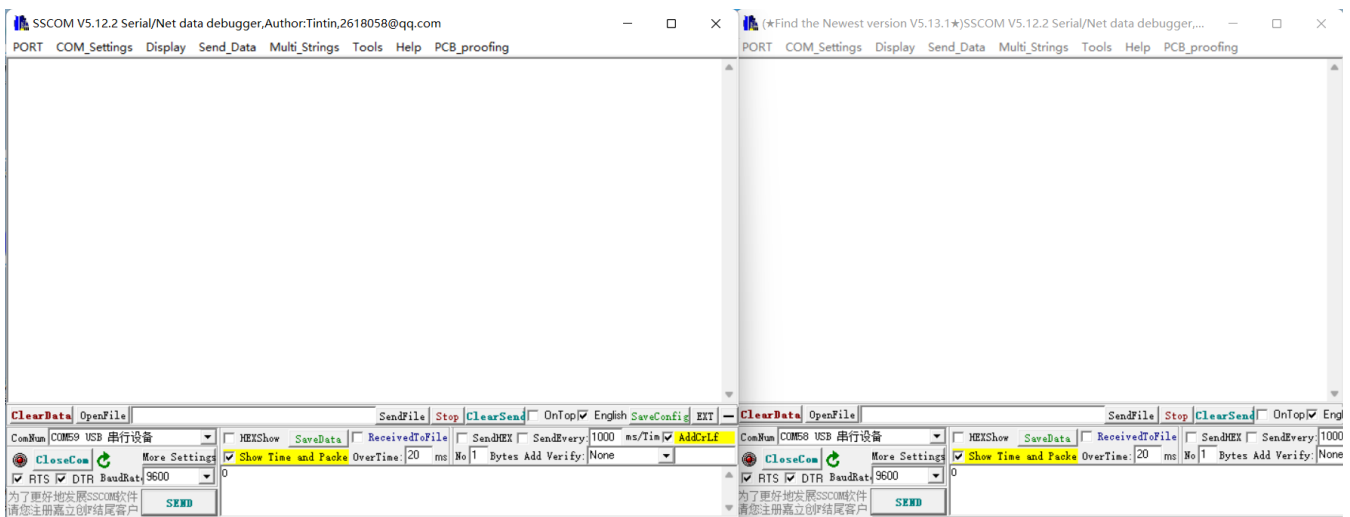 SSCOM V5.12.2 Serial/Net data debugger,Author:Tintin,2618058@qq.com
PORT COM_Settings Display Send_Data Multi_Strings Tools Help PCB_proofing
ClearData OpenFile SendFile Stop ClearSend OnTop English SaveConfig EXT —
ComNum COM59 USB 串行设备 HEXShow SaveData ReceivedToFile SendHEX SendEvery: 1000 ms/Tim AddCrLf
CloseCom More Settings Show Time and Packe OverTime: 20 ms No 1 Bytes Add Verify: None
RTS DTR BaudRat 9600 0
为了更好地发展SSCOM软件
请您注册嘉立创F结尾客户 SEND
(★Find the Newest version V5.13.1★)SSCOM V5.12.2 Serial/Net data debugger,...
PORT COM_Settings Display Send_Data Multi_Strings Tools Help PCB_proofing
ClearData OpenFile SendFile Stop ClearSend OnTop Engl
ComNum COM58 USB 串行设备 HEXShow SaveData ReceivedToFile SendHEX SendEvery: 1000
CloseCom More Settings Show Time and Packe OverTime: 20 ms No 1 Bytes Add Verify: None
RTS DTR BaudRat 9600 0
为了更好地发展SSCOM软件
请您注册嘉立创F结尾客户 SEND